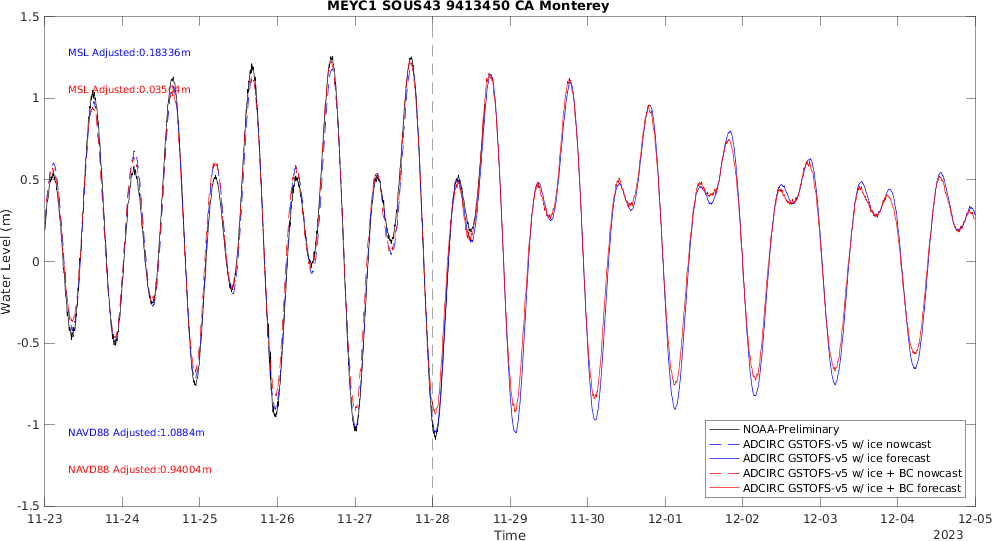 MEYC1 SOUS43 9413450 CA Monterey
1.5
MSL Adjusted:0.18336m
1
MSL Adjusted:0.03504m
0.5
Water Level (m)
0
-0.5
-1
NAVD88 Adjusted:1.0884m
NAVD88 Adjusted:0.94004m
-1.5
NOAA-Preliminary
ADCIRC GSTOFS-v5 w/ ice nowcast
ADCIRC GSTOFS-v5 w/ ice forecast
ADCIRC GSTOFS-v5 w/ ice + BC nowcast
ADCIRC GSTOFS-v5 w/ ice + BC forecast
11-23 11-24 11-25 11-26 11-27 11-28 11-29 11-30 12-01 12-02 12-03 12-04 12-05
Time
2023